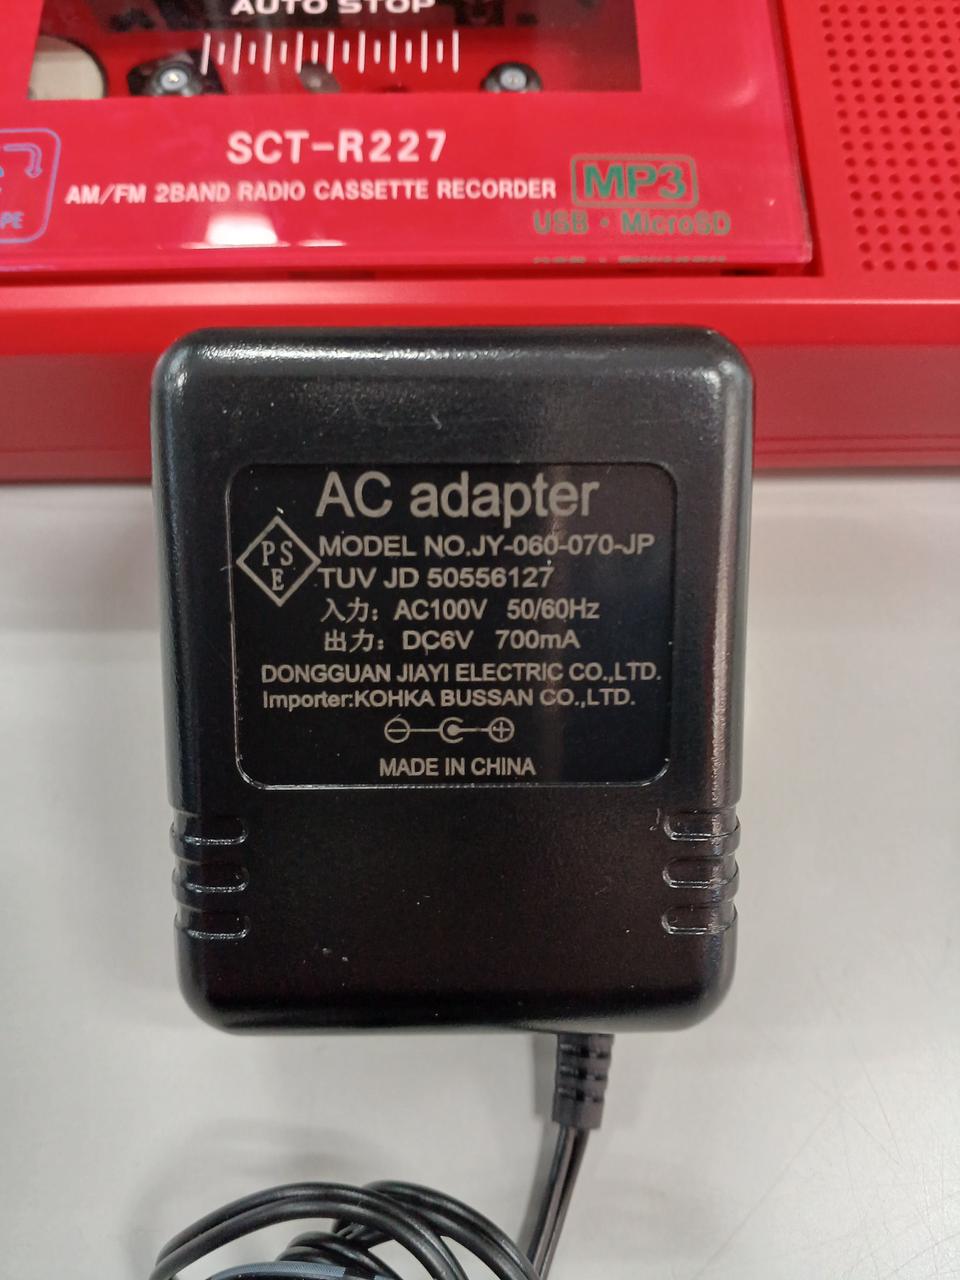 AUTO STOP
SCT-R227
AM/FM 2BAND RADIO CASSETTE RECORDER
MP3
USB・MicroSD
AC adapter
PSE
MODEL NO.JY-060-070-JP
TUV JD 50556127
入力：AC100V 50/60Hz
出力：DC6V 700mA
DONGGUAN JIAYI ELECTRIC CO.,LTD.
Importer:KOHKA BUSSAN CO.,LTD.
MADE IN CHINA